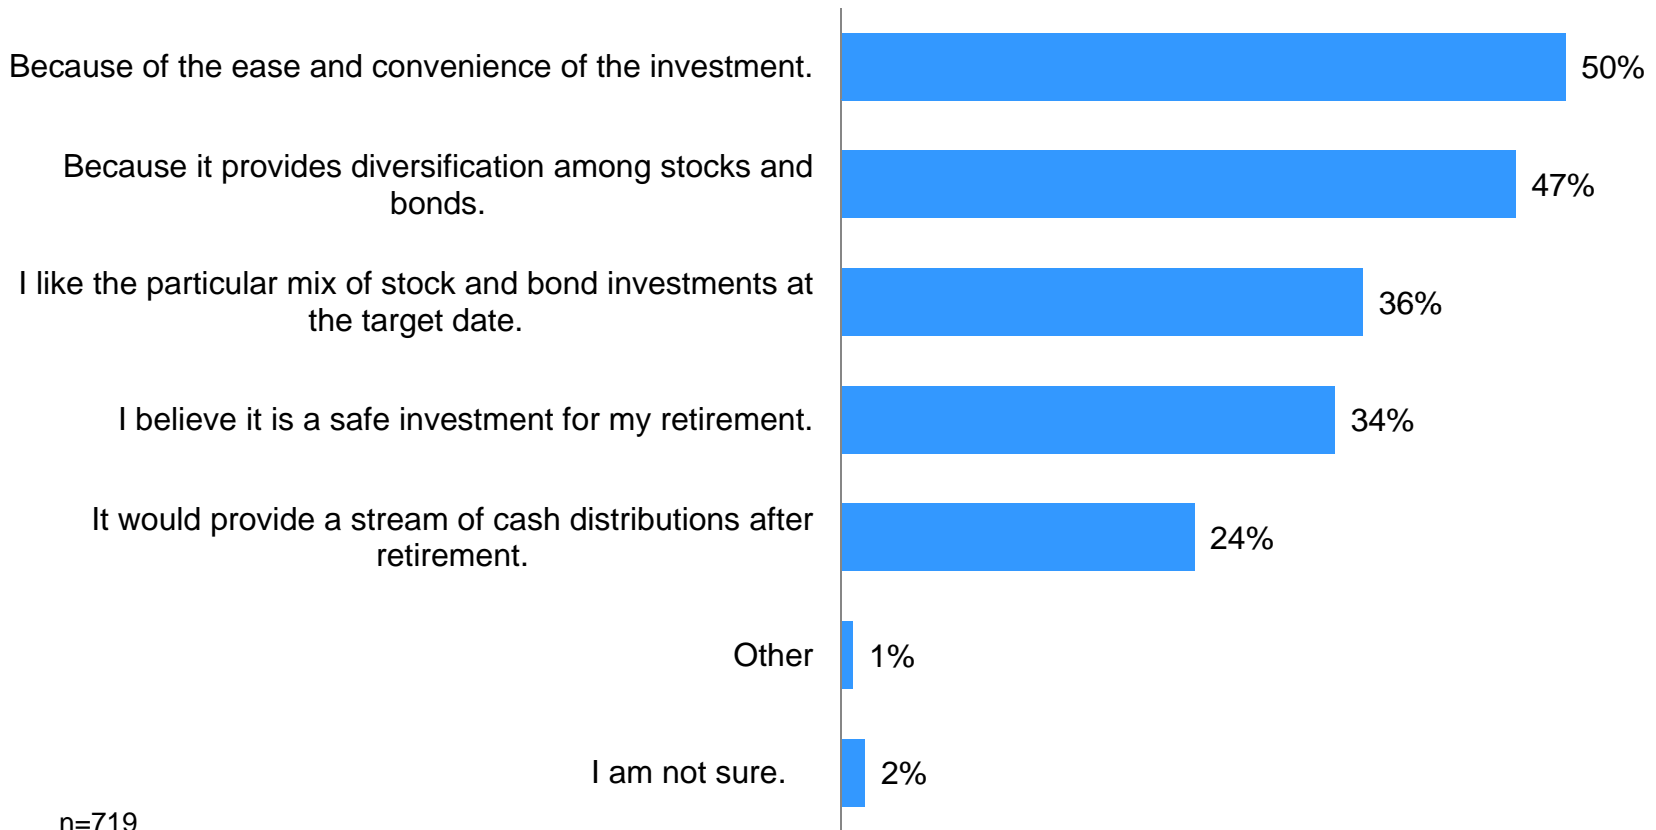 Because of the ease and convenience of the investment.
50%
Because it provides diversification among stocks and
bonds.
47%
I like the particular mix of stock and bond investments at
the target date.
36%
I believe it is a safe investment for my retirement.
34%
It would provide a stream of cash distributions after
retirement.
24%
Other
1%
I am not sure.
2%
n=719